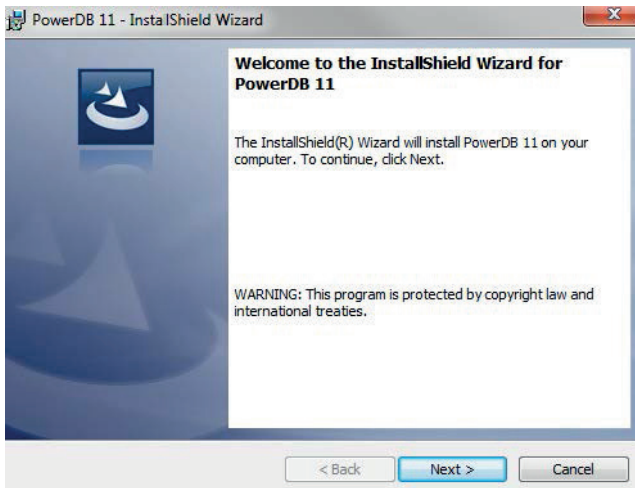 PowerDB 11 - InstallShield Wizard
Welcome to the InstallShield Wizard for
PowerDB 11
The InstallShield(R) Wizard will install PowerDB 11 on your
computer. To continue, click Next.
WARNING: This program is protected by copyright law and
international treaties.
< Back Next > Cancel